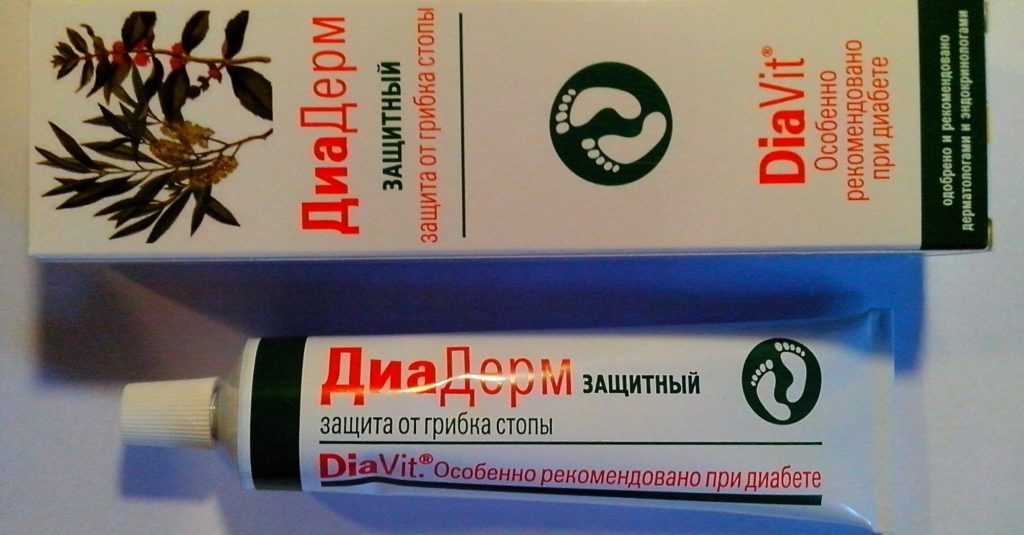 ДиаДерм
ЗАЩИТНЫЙ
защита от грибка стопы
DiaVit®
Особенно
рекомендовано
при диабете
одобрено и рекомендовано
дерматологами и эндокринологами
ДиаДерм ЗАЩИТНЫЙ
защита от грибка стопы
DiaVit.® Особенно рекомендовано при диабете